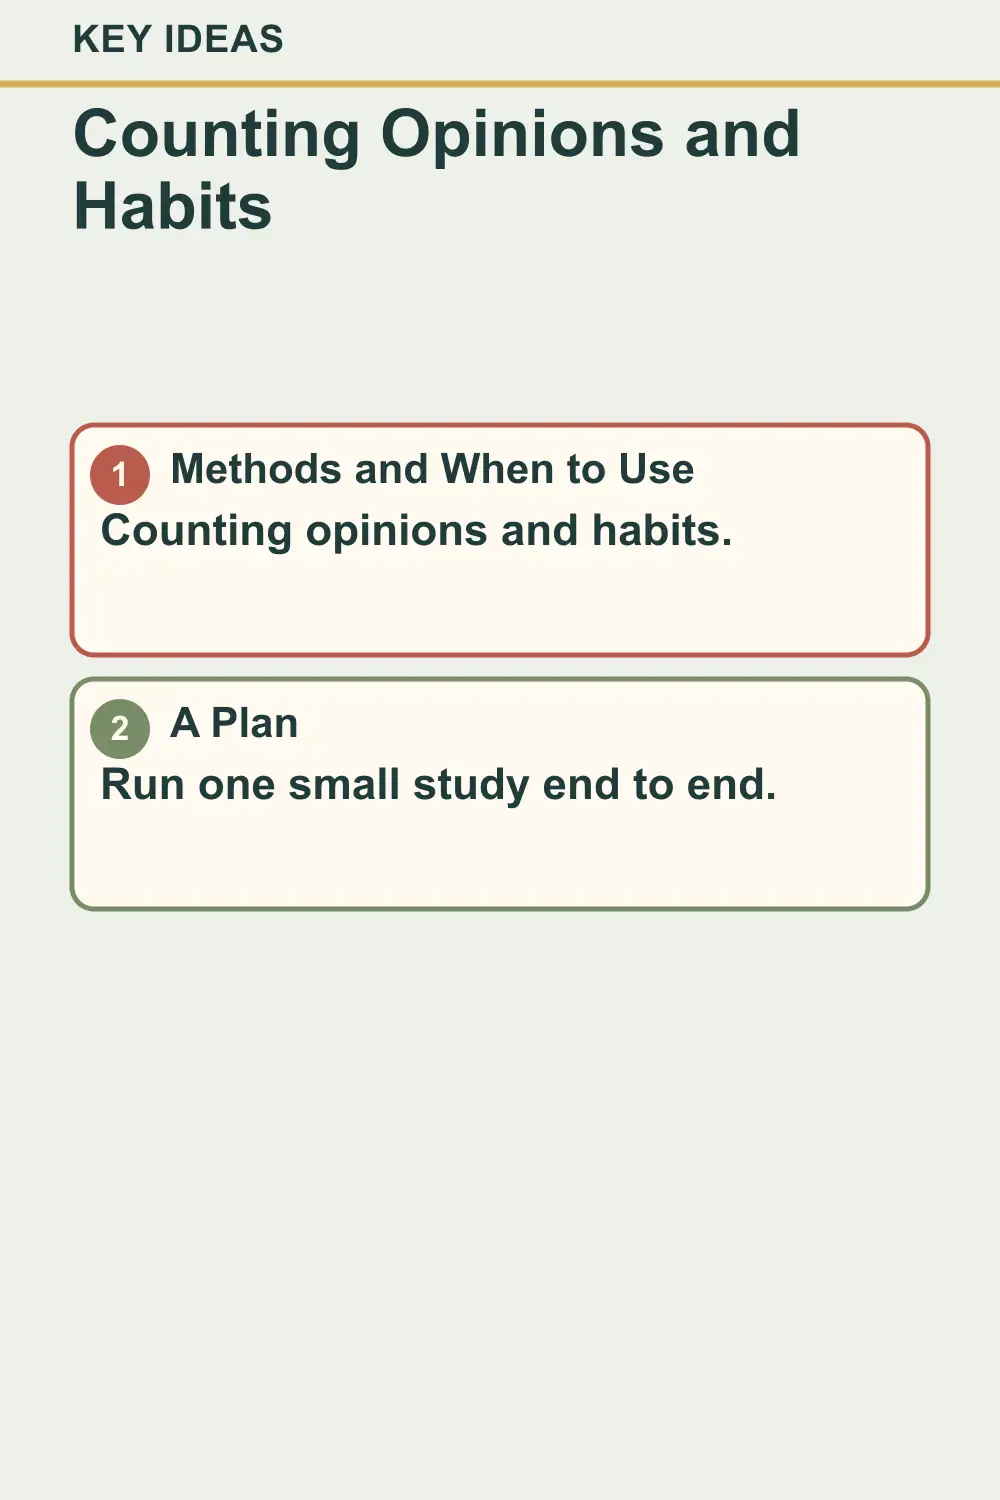 KEY IDEAS
Counting Opinions and
Habits
1 Methods and When to Use
Counting opinions and habits.
2 A Plan
Run one small study end to end.